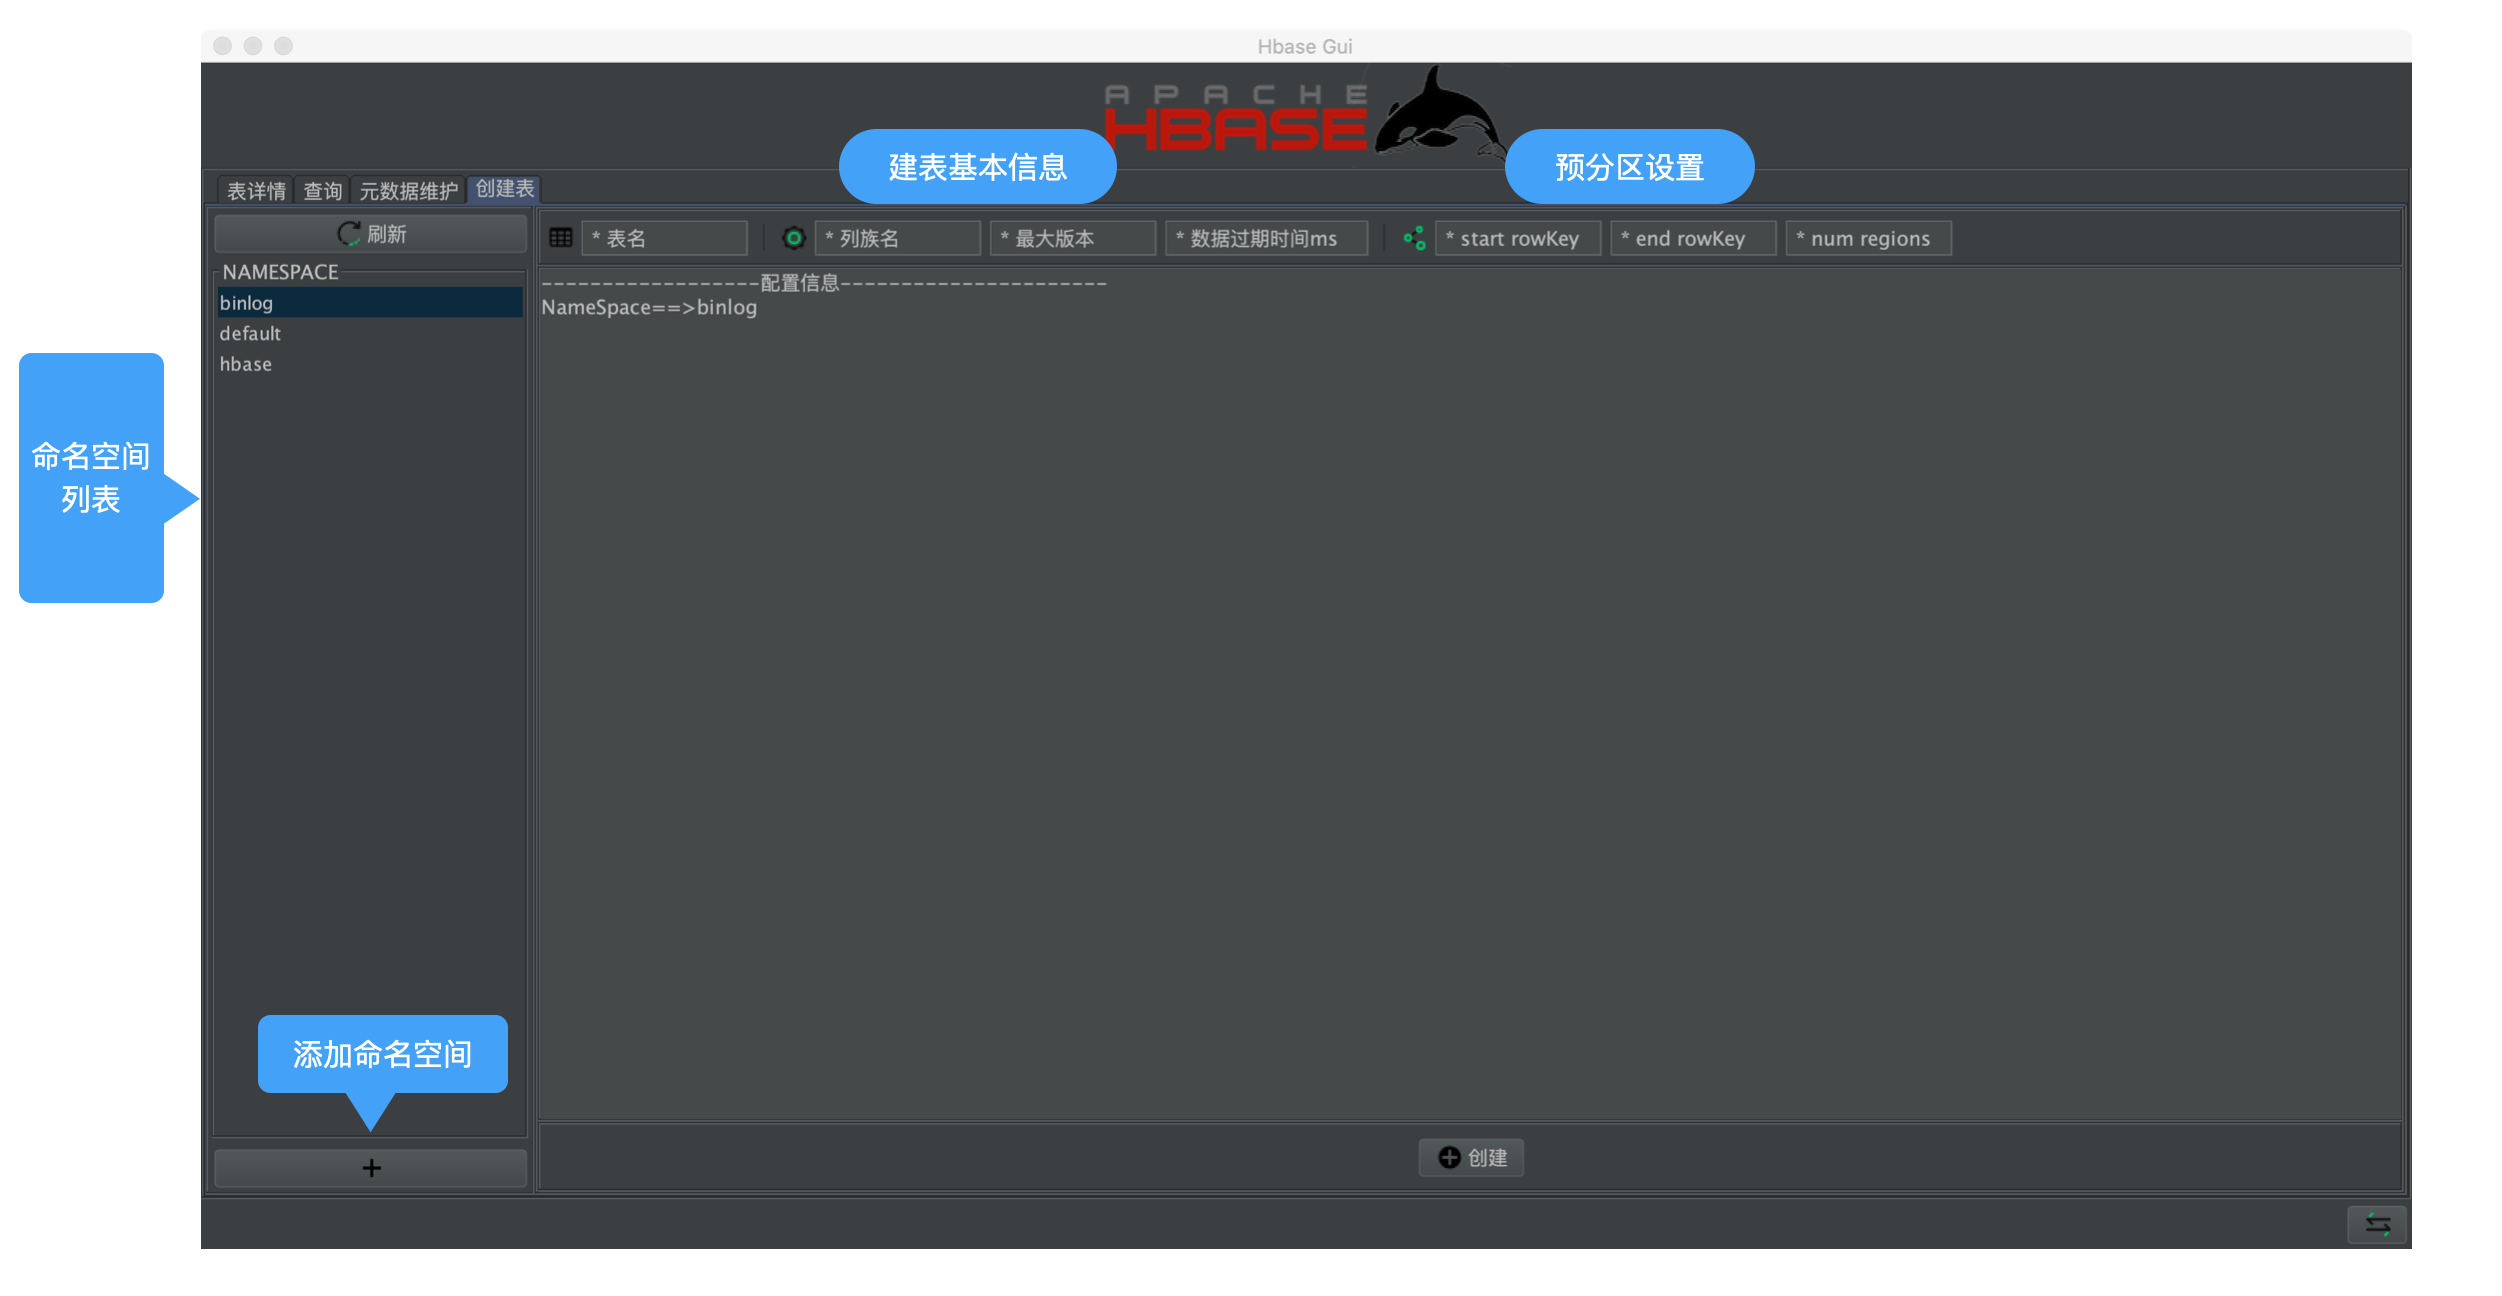 Hbase Gui
APACHE
HBASE
建表基本信息
预分区设置
表详情 查询 元数据维护 创建表
刷新
* 表名 * 列族名 * 最大版本 * 数据过期时间ms * start rowKey * end rowKey * num regions
NAMESPACE
binlog
default
hbase
------------------配置信息----------------------
NameSpace==>binlog
命名空间
列表
添加命名空间
+
创建